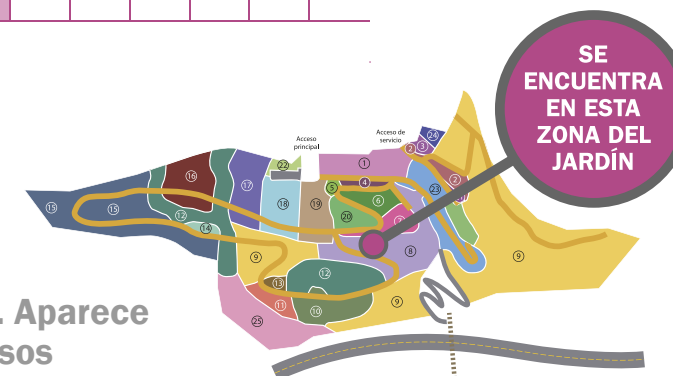 SE
ENCUENTRA
EN ESTA
ZONA DEL
JARDÍN
Acceso
principal
Acceso de
servicio
24
2
3
1
22
16
17
4
5
23
2
6
18
19
15
15
12
20
14
8
9
9
12
13
9
11
10
25
. Aparece
sos